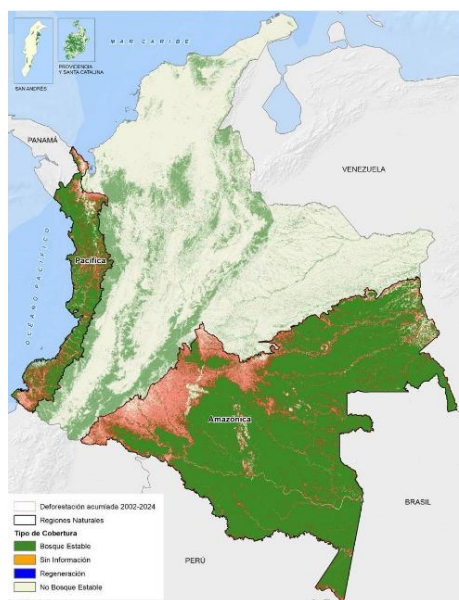 MAR CARIBE
SAN ANDRÉS
PROVIDENCIA
Y SANTA CATALINA
PANAMÁ
VENEZUELA
OCÉANO PACÍFICO
Pacífica
Amazónica
BRASIL
PERÚ
Deforestación acumulada 2002-2024
Regiones Naturales
Tipo de Cobertura
Bosque Estable
Sin Información
Regeneración
No Bosque Estable